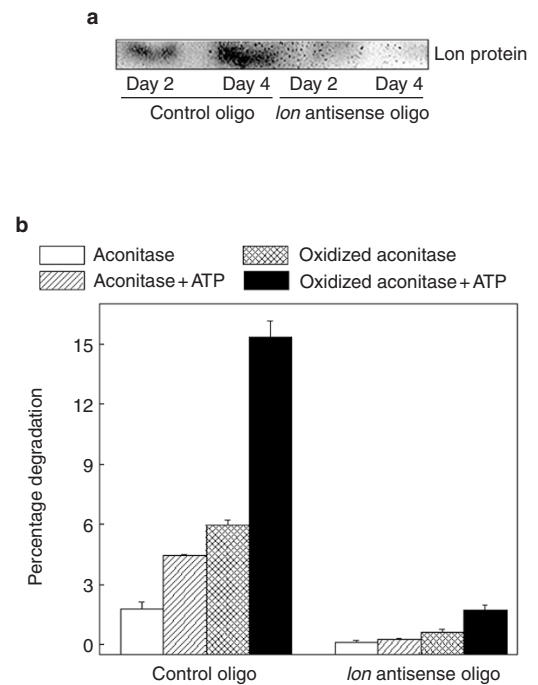 a
Lon protein
Day 2 Day 4 Day 2 Day 4
Control oligo lon antisense oligo
b
Aconitase Oxidized aconitase
Aconitase + ATP Oxidized aconitase + ATP
Percentage degradation
15
12
9
6
3
0
Control oligo lon antisense oligo